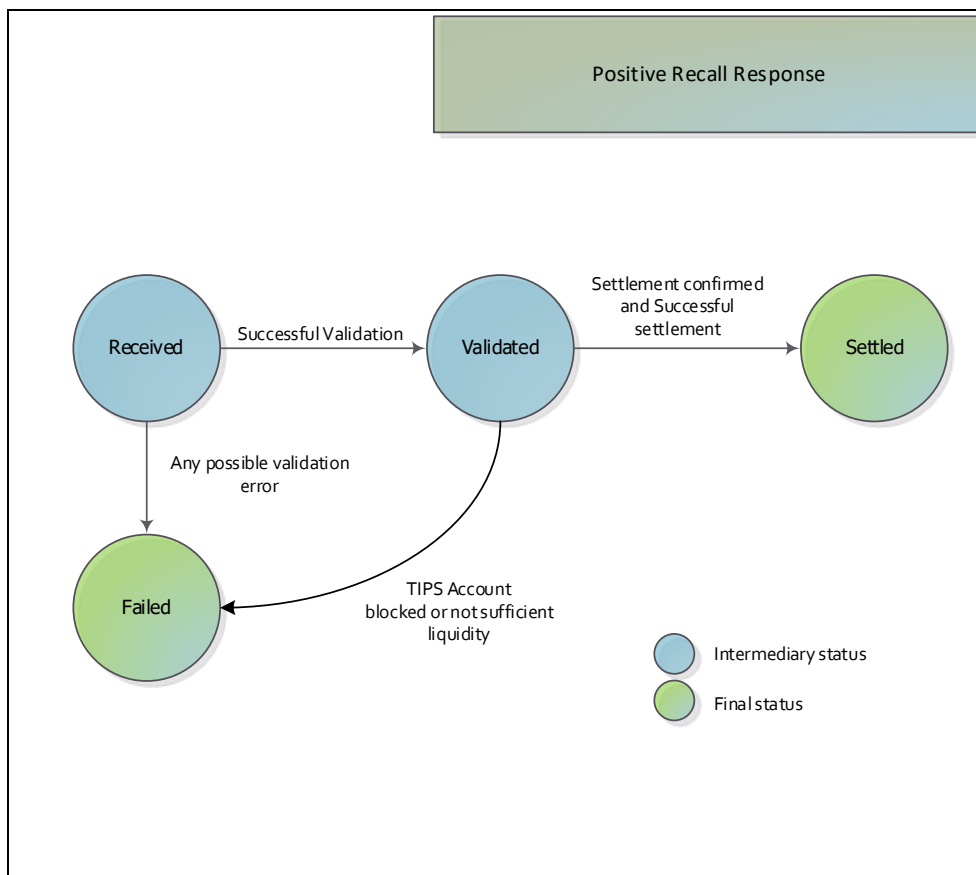 Positive Recall Response
Settlement confirmed
and Successful
settlement
Received
Successful Validation
Validated
Settled
Any possible validation
error
Failed
TIPS Account
blocked or not sufficient
liquidity
Intermediary status
Final status